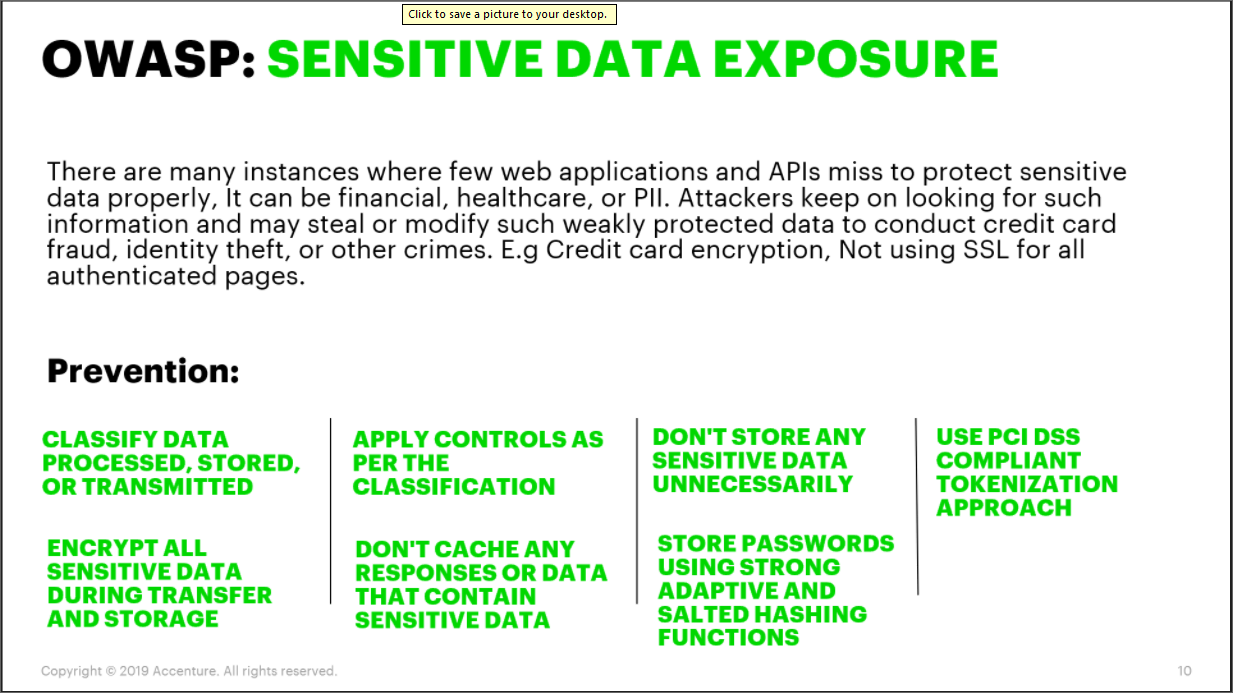 Click to save a picture to your desktop.
OWASP: SENSITIVE DATA EXPOSURE
There are many instances where few web applications and APIs miss to protect sensitive
data properly, It can be financial, healthcare, or PII. Attackers keep on looking for such
information and may steal or modify such weakly protected data to conduct credit card
fraud, identity theft, or other crimes. E.g Credit card encryption, Not using SSL for all
authenticated pages.
Prevention:
CLASSIFY DATA
PROCESSED, STORED,
OR TRANSMITTED
APPLY CONTROLS AS
PER THE
CLASSIFICATION
DON'T STORE ANY
SENSITIVE DATA
UNNECESSARILY
USE PCI DSS
COMPLIANT
TOKENIZATION
APPROACH
ENCRYPT ALL
SENSITIVE DATA
DURING TRANSFER
AND STORAGE
DON'T CACHE ANY
RESPONSES OR DATA
THAT CONTAIN
SENSITIVE DATA
STORE PASSWORDS
USING STRONG
ADAPTIVE AND
SALTED HASHING
FUNCTIONS
Copyright © 2019 Accenture. All rights reserved.
10